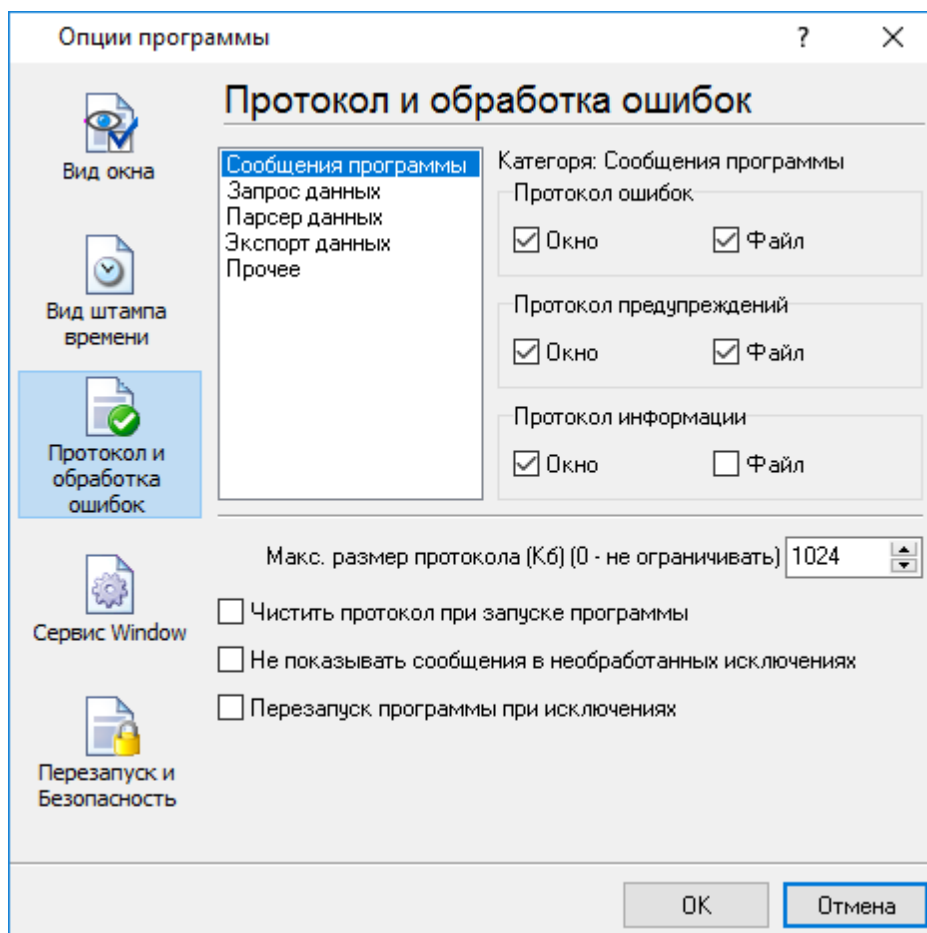 Опции программы
?
Вид окна
Вид штампа
времени
Протокол и
обработка
ошибок
Сервис Window
Перезапуск и
Безопасность
Протокол и обработка ошибок
Сообщения программы
Запрос данных
Парсер данных
Экспорт данных
Прочее
Категоря: Сообщения программы
Протокол ошибок
Окно Файл
Протокол предупреждений
Окно Файл
Протокол информации
Окно Файл
Макс. размер протокола (Кб) (0 - не ограничивать) 1024
Чистить протокол при запуске программы
Не показывать сообщения в необработанных исключениях
Перезапуск программы при исключениях
OK Отмена